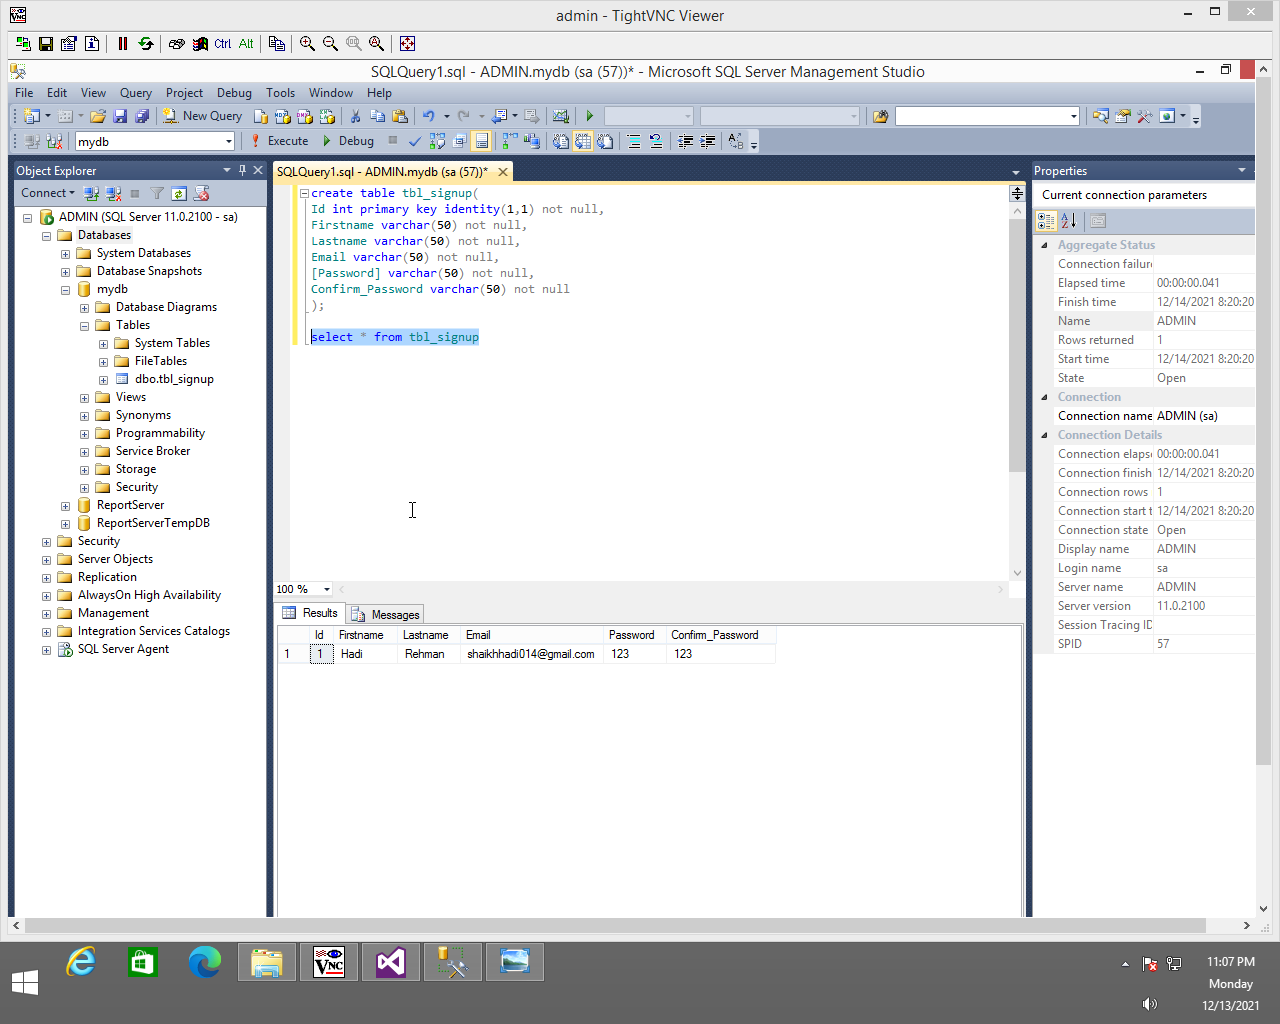 admin - TightVNC Viewer
Ctrl Alt
SQLQuery1.sql - ADMIN.mydb (sa (57))* - Microsoft SQL Server Management Studio
File Edit View Query Project Debug Tools Window Help
New Query
mydb Execute Debug
Object Explorer
Connect
ADMIN (SQL Server 11.0.2100 - sa)
Databases
System Databases
Database Snapshots
mydb
Database Diagrams
Tables
System Tables
FileTables
dbo.tbl_signup
Views
Synonyms
Programmability
Service Broker
Storage
Security
ReportServer
ReportServerTempDB
Security
Server Objects
Replication
AlwaysOn High Availability
Management
Integration Services Catalogs
SQL Server Agent
SQLQuery1.sql - ADMIN.mydb (sa (57))*
create table tbl_signup(
Id int primary key identity(1,1) not null,
Firstname varchar(50) not null,
Lastname varchar(50) not null,
Email varchar(50) not null,
[Password] varchar(50) not null,
Confirm_Password varchar(50) not null
);
select * from tbl_signup
100 %
Results Messages
Id Firstname Lastname Email Password Confirm_Password
1 1 Hadi Rehman shaikhhadi014@gmail.com 123 123
Properties
Current connection parameters
Aggregate Status
Connection failure
Elapsed time 00:00:00.041
Finish time 12/14/2021 8:20:20
Name ADMIN
Rows returned 1
Start time 12/14/2021 8:20:20
State Open
Connection
Connection name ADMIN (sa)
Connection Details
Connection elaps 00:00:00.041
Connection finish 12/14/2021 8:20:20
Connection rows 1
Connection start t 12/14/2021 8:20:20
Connection state Open
Display name ADMIN
Login name sa
Server name ADMIN
Server version 11.0.2100
Session Tracing ID
SPID 57
11:07 PM
Monday
12/13/2021